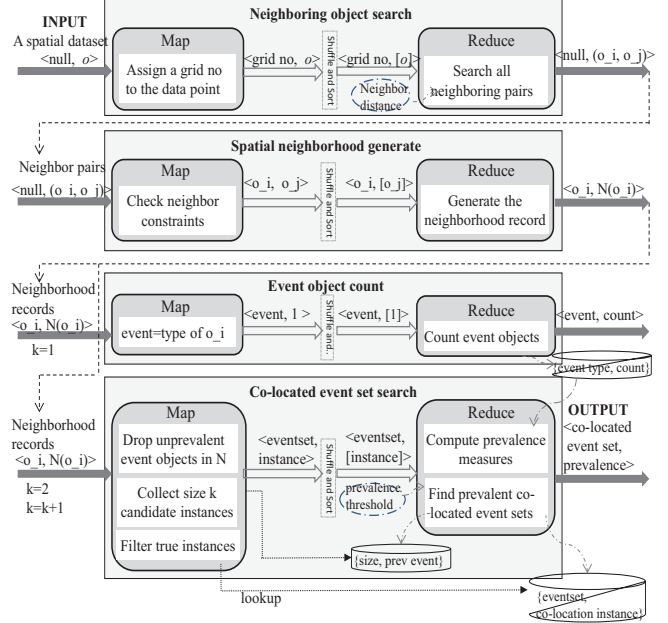 Neighboring object search
INPUT
A spatial dataset
<null, o>
Map
Assign a grid no
to the data point
<grid no, o>
Shuffle and Sort
<grid no, [o]>
Neighbor
distance
Reduce
Search all
neighboring pairs
<null, (o_i, o_j)>
Spatial neighborhood generate
Neighbor pairs
<null, (o_i, o_j)>
Map
Check neighbor
constraints
<o_i, o_j>
Shuffle and Sort
<o_i, [o_j]>
Reduce
Generate the
neighborhood record
<o_i, N(o_i)>
Event object count
Neighborhood
records
<o_i, N(o_i)>
k=1
Map
event=type of o_i
<event, 1 >
Shuffle and..
<event, [1]>
Reduce
Count event objects
<event, count>
{event type, count}
Co-located event set search
Neighborhood
records
<o_i, N(o_i)>
k=2
k=k+1
Map
Drop unprevalent
event objects in N
Collect size k
candidate instances
Filter true instances
<eventset,
instance>
Shuffle and Sort
<eventset,
[instance]>
prevalence
threshold
Reduce
Compute prevalence
measures
Find prevalent co-
located event sets
OUTPUT
<co-located
event set,
prevalence>
{size, prev event}
lookup
{eventset,
co-location instance}